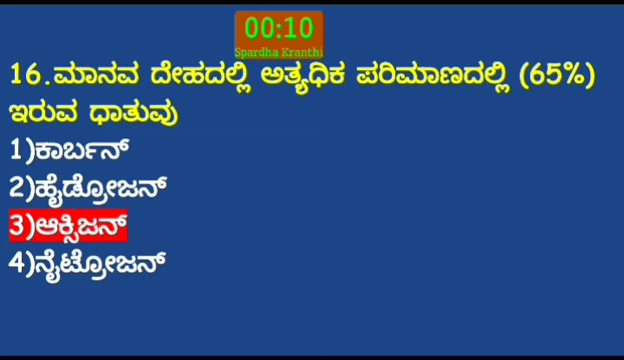 00:10
Spardha Kranthi
16.ಮಾನವ ದೇಹದಲ್ಲಿ ಅತ್ಯಧಿಕ ಪರಿಮಾಣದಲ್ಲಿ (65%)
ಇರುವ ಧಾತುವು
1)ಕಾರ್ಬನ್
2)ಹೈಡ್ರೋಜನ್
3)ಆಕ್ಸಿಜನ್
4)ನೈಟ್ರೋಜನ್